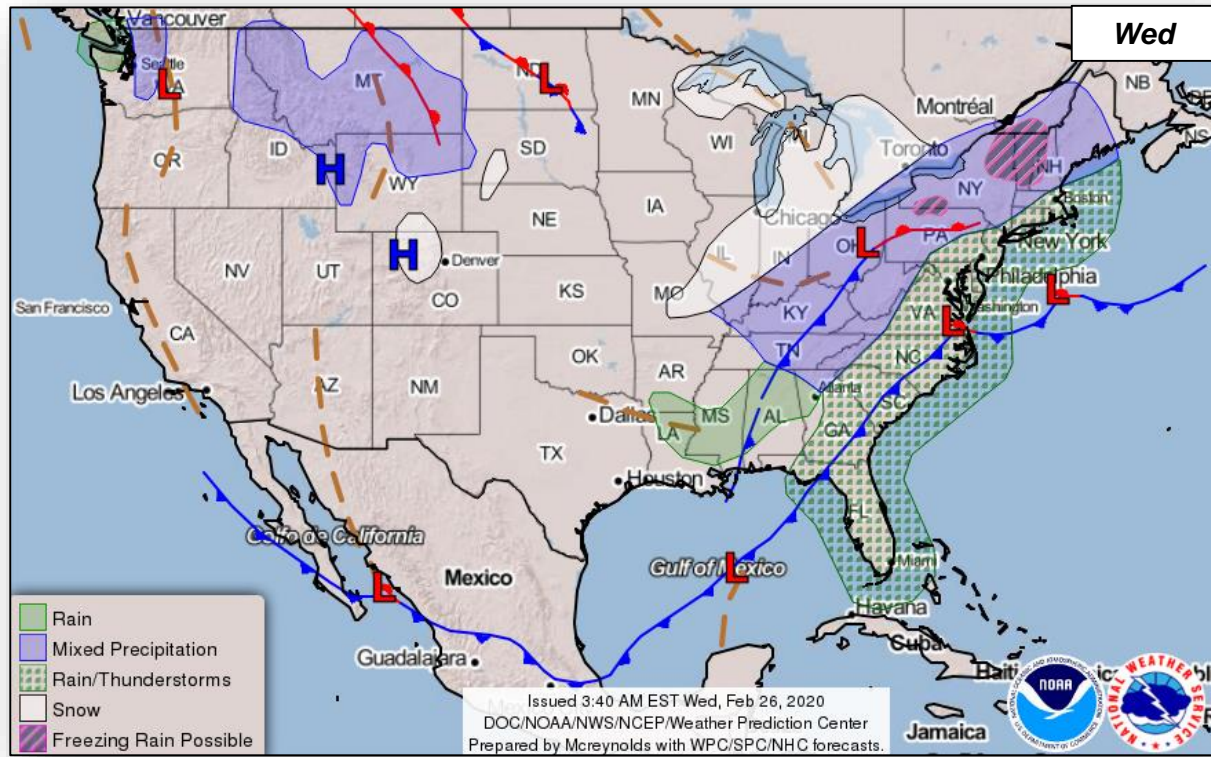 Wed
Vancouver
Seattle
WA
MT
ND
MN
Montréal
NB
NS
OR
ID
SD
WI
MI
Toronto
NH
H
WY
NY
Boston
NE
IA
Chicago
L
OH
PA
New York
NV
UT
H
Denver
IL
IN
Philadelphia
San Francisco
CO
KS
MO
KY
VA
Washington
CA
OK
TN
NC
Los Angeles
AZ
NM
AR
Atlanta
SC
Dallas
MS
AL
GA
LA
TX
Houston
FL
Golfo de California
Gulf of Mexico
Miami
Mexico
L
Havana
Cuba
Guadalajara
Jamaica
Rain
Mixed Precipitation
Rain/Thunderstorms
Snow
Freezing Rain Possible
Issued 3:40 AM EST Wed, Feb 26, 2020
DOC/NOAA/NWS/NCEP/Weather Prediction Center
Prepared by Mcreynolds with WPC/SPC/NHC forecasts.
NOAA
NATIONAL WEATHER SERVICE